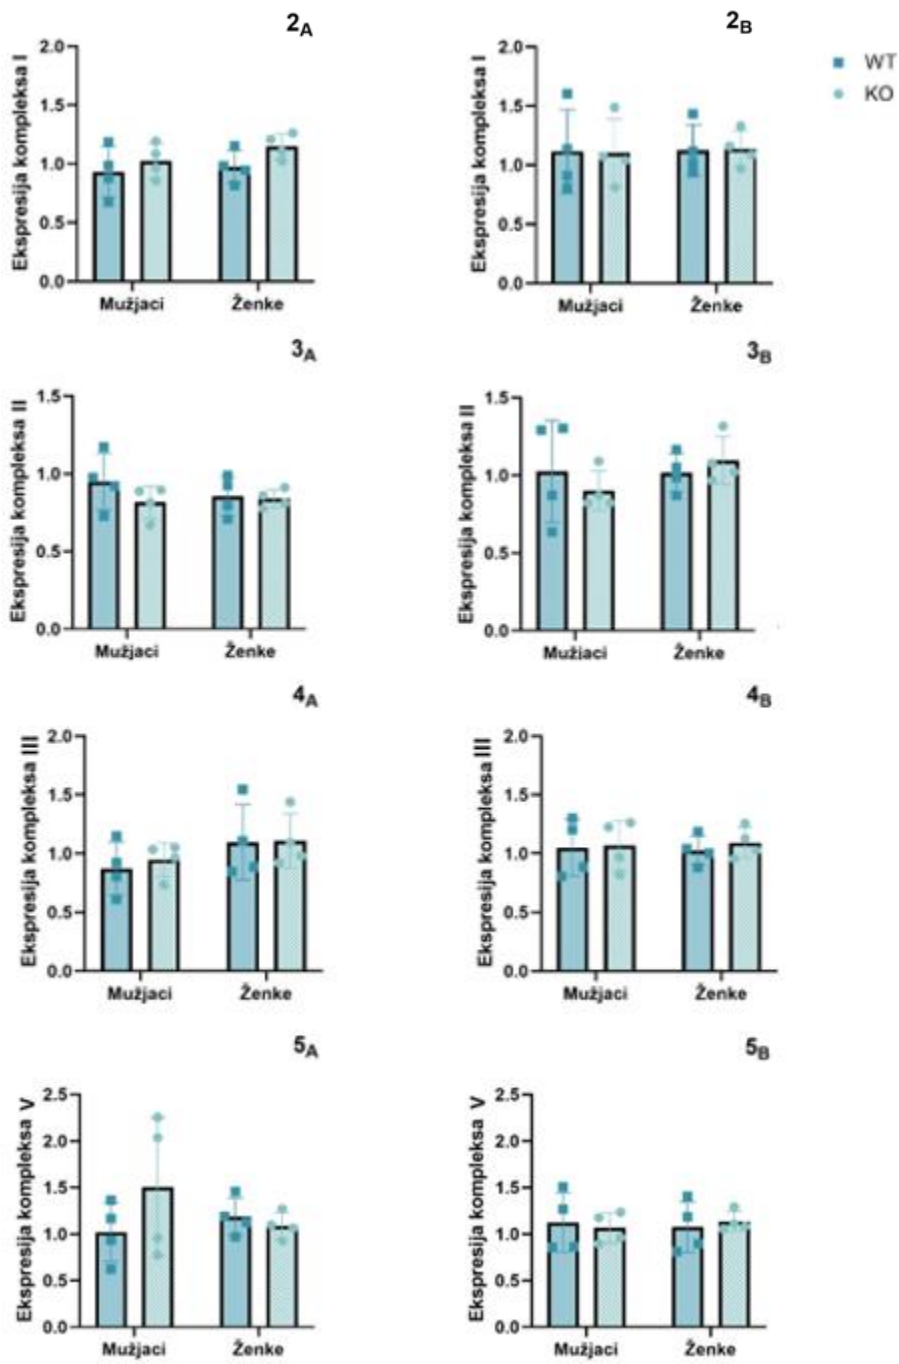 2A
2B
WT
KO
Ekspresija kompleksa I
2.0
1.5
1.0
0.5
0.0
Mužjaci
Ženke
Ekspresija kompleksa I
2.0
1.5
1.0
0.5
0.0
Mužjaci
Ženke
3A
3B
Ekspresija kompleksa II
1.5
1.0
0.5
0.0
Mužjaci
Ženke
Ekspresija kompleksa II
1.5
1.0
0.5
0.0
Mužjaci
Ženke
4A
4B
Ekspresija kompleksa III
2.0
1.5
1.0
0.5
0.0
Mužjaci
Ženke
Ekspresija kompleksa III
2.0
1.5
1.0
0.5
0.0
Mužjaci
Ženke
5A
5B
Ekspresija kompleksa V
2.5
2.0
1.5
1.0
0.5
0.0
Mužjaci
Ženke
Ekspresija kompleksa V
2.5
2.0
1.5
1.0
0.5
0.0
Mužjaci
Ženke